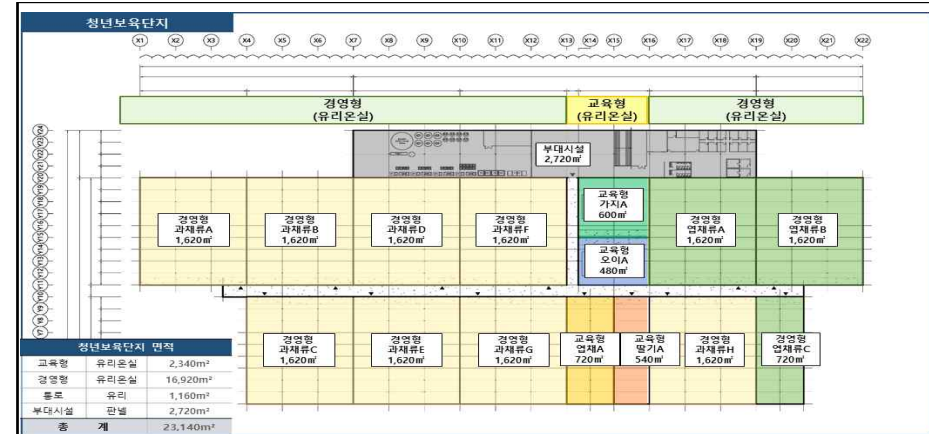 청년보육단지
X1 X2 X3 X4 X5 X6 X7 X8 X9 X10 X11 X12 X13 X14 X15 X16 X17 X18 X19 X20 X21 X22
경영형 교육형 경영형
(유리온실) (유리온실) (유리온실)
부대시설
2,720㎡
교육형
가지A
600㎡
경영형 경영형 경영형 경영형 경영형 경영형
과채류A 과채류B 과채류D 과채류F 엽채류A 엽채류B
1,620㎡ 1,620㎡ 1,620㎡ 1,620㎡ 1,620㎡ 1,620㎡
교육형
오이A
480㎡
경영형 경영형 경영형 교육형 교육형 경영형 경영형
과채류C 과채류E 과채류G 엽채A 딸기A 과채류H 엽채류C
1,620㎡ 1,620㎡ 1,620㎡ 720㎡ 540㎡ 1,620㎡ 720㎡
청년보육단지 면적
교육형 유리온실 2,340m²
경영형 유리온실 16,920m²
통로 유리 1,160m²
부대시설 판넬 2,720m²
총 계 23,140m²